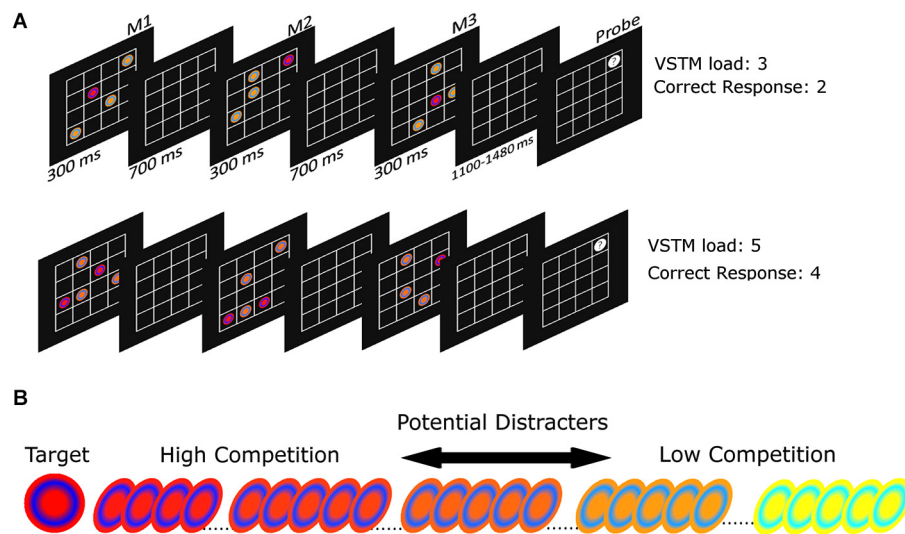 A
M1
M2
M3
Probe
?
VSTM load: 3
Correct Response: 2
300 ms
700 ms
300 ms
700 ms
300 ms
1100-1480 ms
?
VSTM load: 5
Correct Response: 4
B
Potential Distracters
Target
High Competition
Low Competition